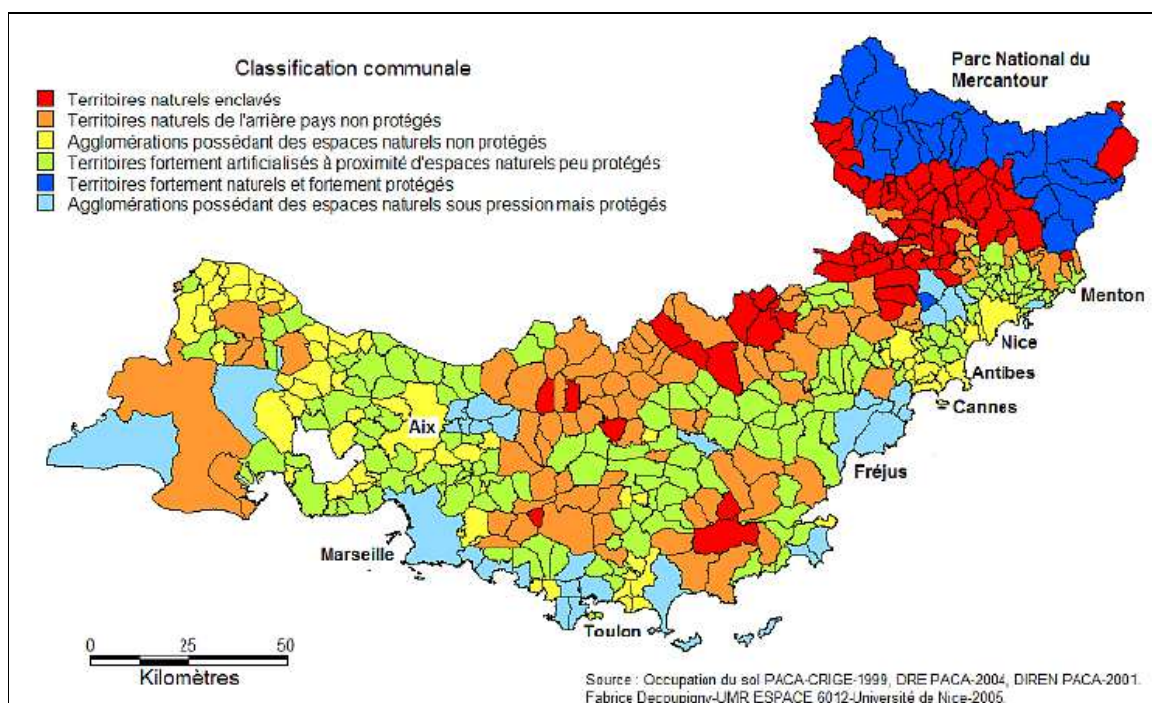 Classification communale
Territoires naturels enclavés
Territoires naturels de l'arrière pays non protégés
Agglomérations possédant des espaces naturels non protégés
Territoires fortement artificialisés à proximité d'espaces naturels peu protégés
Territoires fortement naturels et fortement protégés
Agglomérations possédant des espaces naturels sous pression mais protégés
Parc National du
Mercantour
Menton
Nice
Antibes
Cannes
Aix
Fréjus
Marseille
Toulon
0 25 50
Kilomètres
Source : Occupation du sol PACA-CRIGE-1999, DRE PACA-2004, DIREN PACA-2001.
Fabrice Decoupigny-UMR ESPACE 6012-Université de Nice-2005.